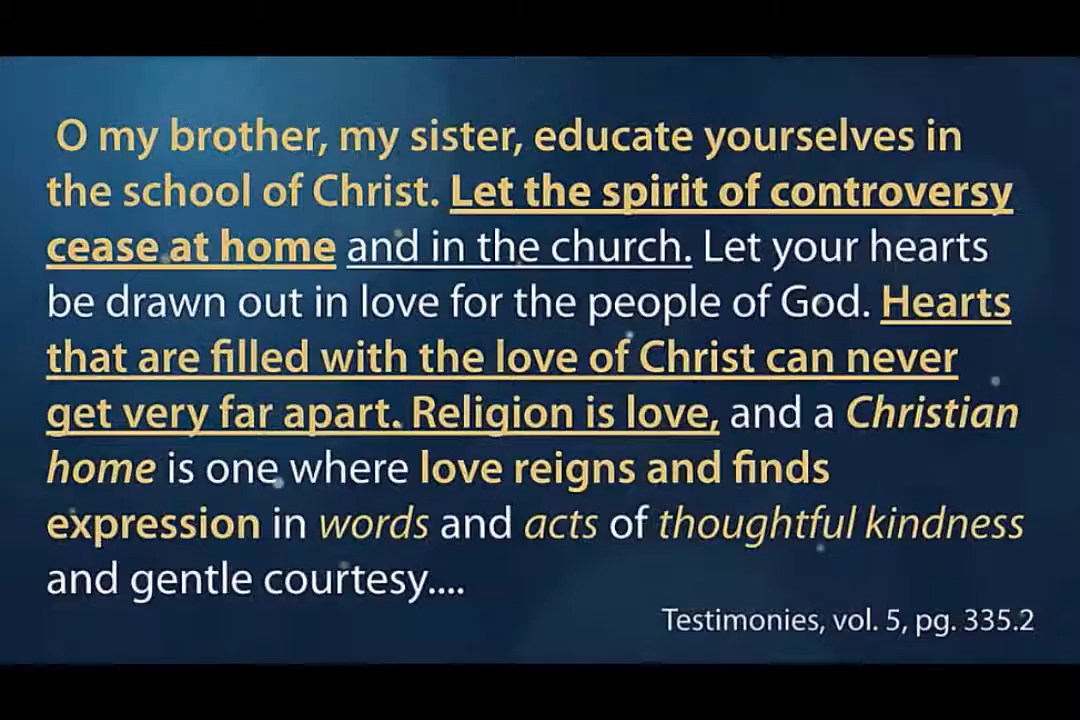 O my brother, my sister, educate yourselves in
the school of Christ. Let the spirit of controversy
cease at home and in the church. Let your hearts
be drawn out in love for the people of God. Hearts
that are filled with the love of Christ can never
get very far apart. Religion is love, and a Christian
home is one where love reigns and finds
expression in words and acts of thoughtful kindness
and gentle courtesy....
Testimonies, vol. 5, pg. 335.2